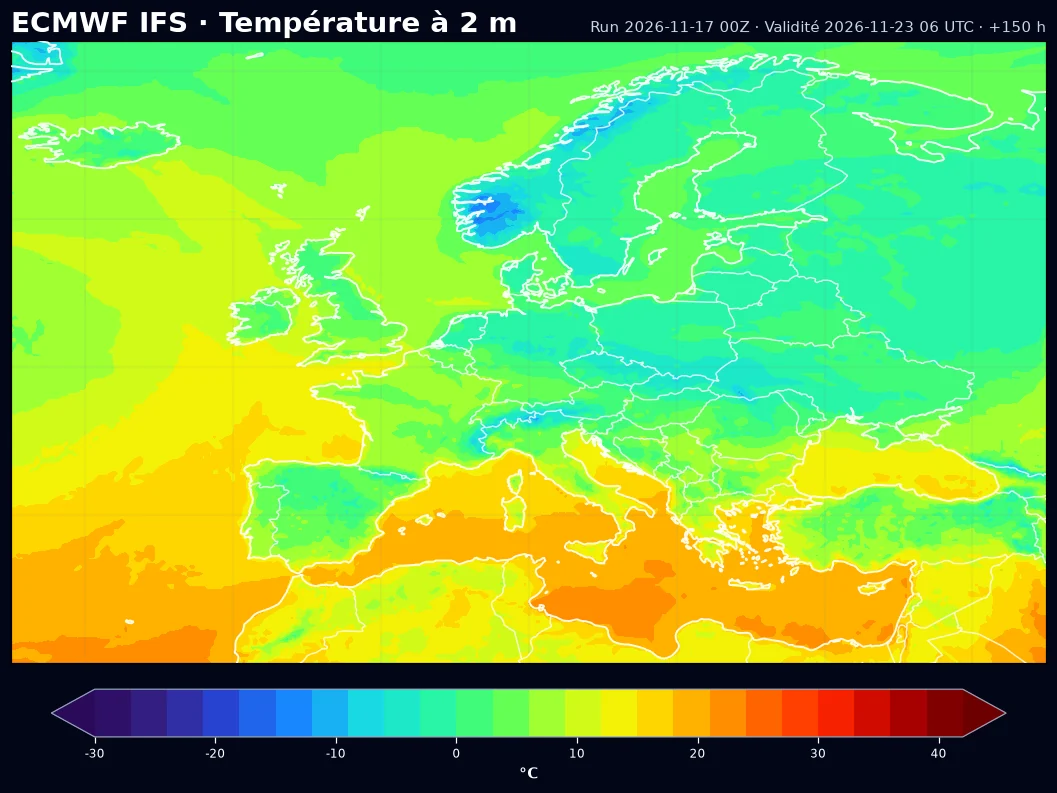 ECMWF IFS · Température à 2 m
Run 2026-11-17 00Z · Validité 2026-11-23 06 UTC · +150 h
-30 -20 -10 0 10 20 30 40
°C